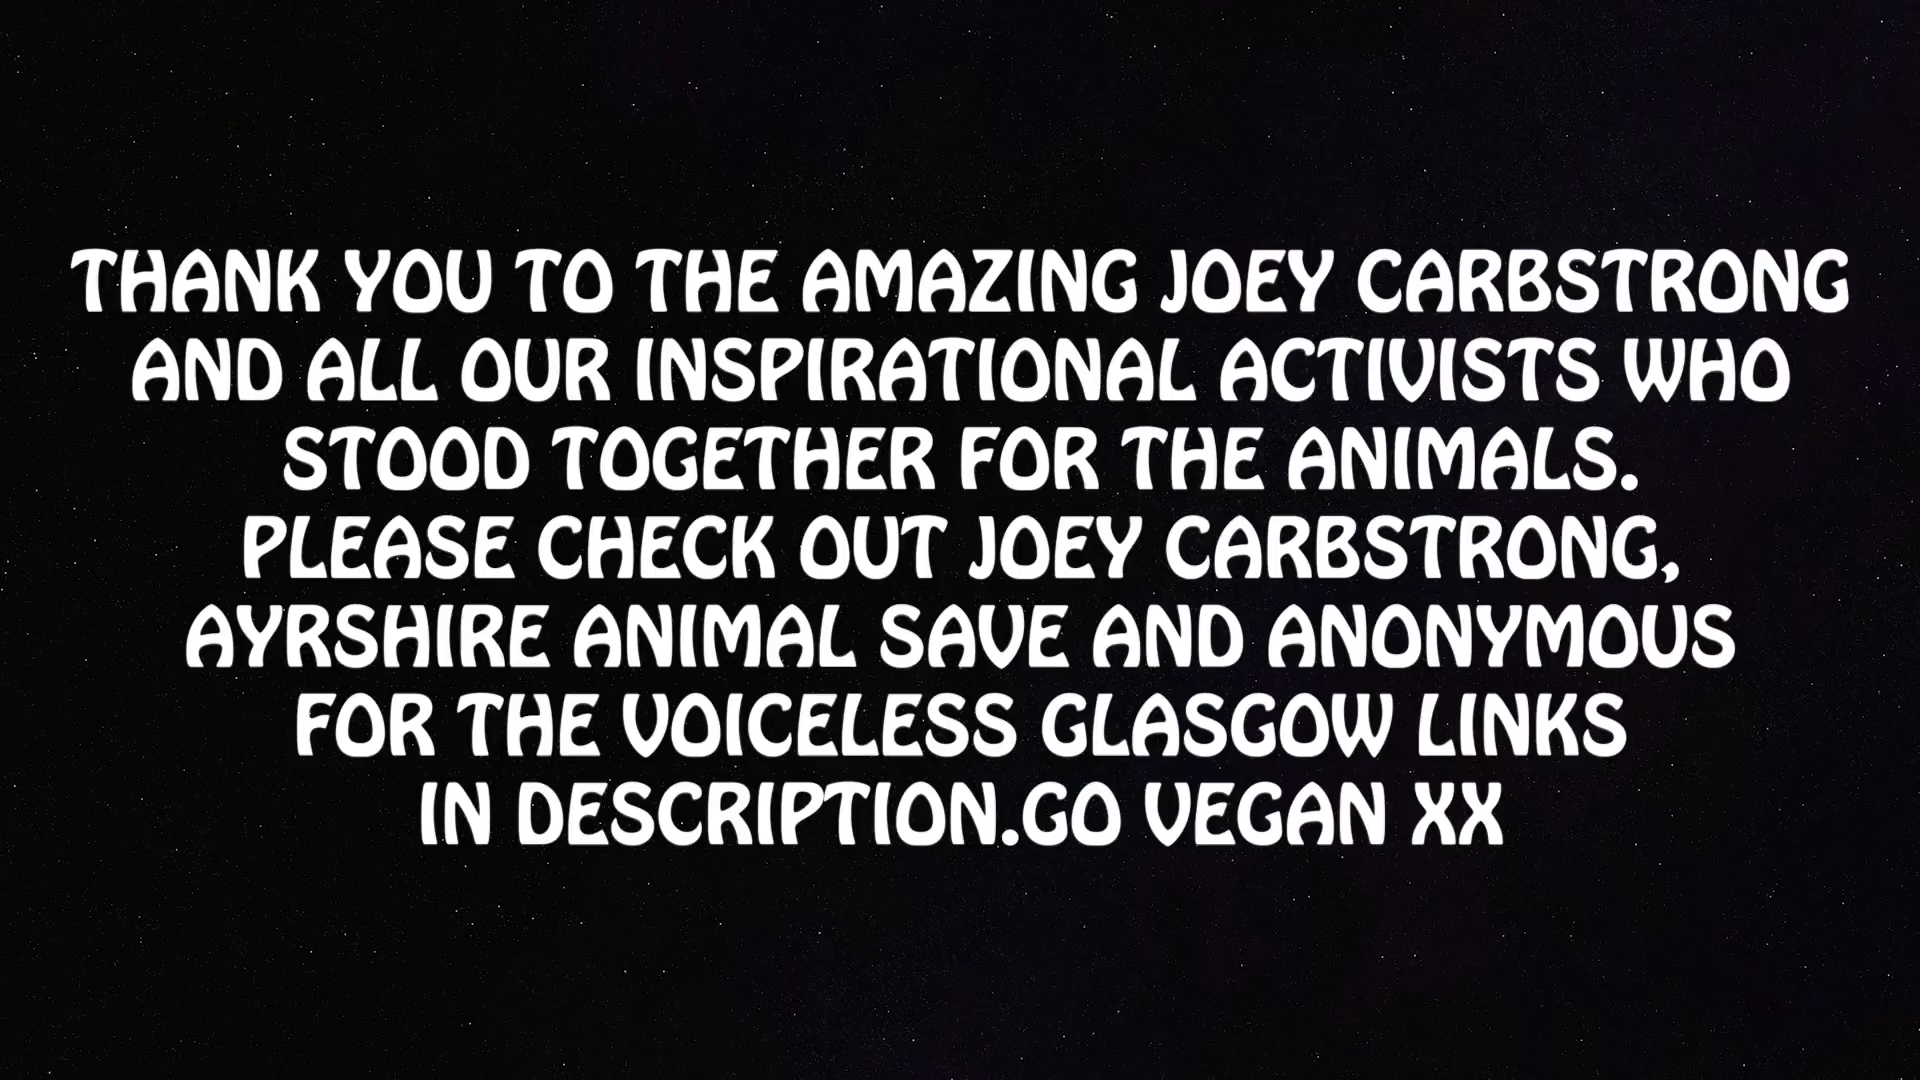 THANK YOU TO THE AMAZING JOEY CARBSTRONG
AND ALL OUR INSPIRATIONAL ACTIVISTS WHO
STOOD TOGETHER FOR THE ANIMALS.
PLEASE CHECK OUT JOEY CARBSTRONG,
AYRSHIRE ANIMAL SAVE AND ANONYMOUS
FOR THE VOICELESS GLASGOW LINKS
IN DESCRIPTION.GO VEGAN XX